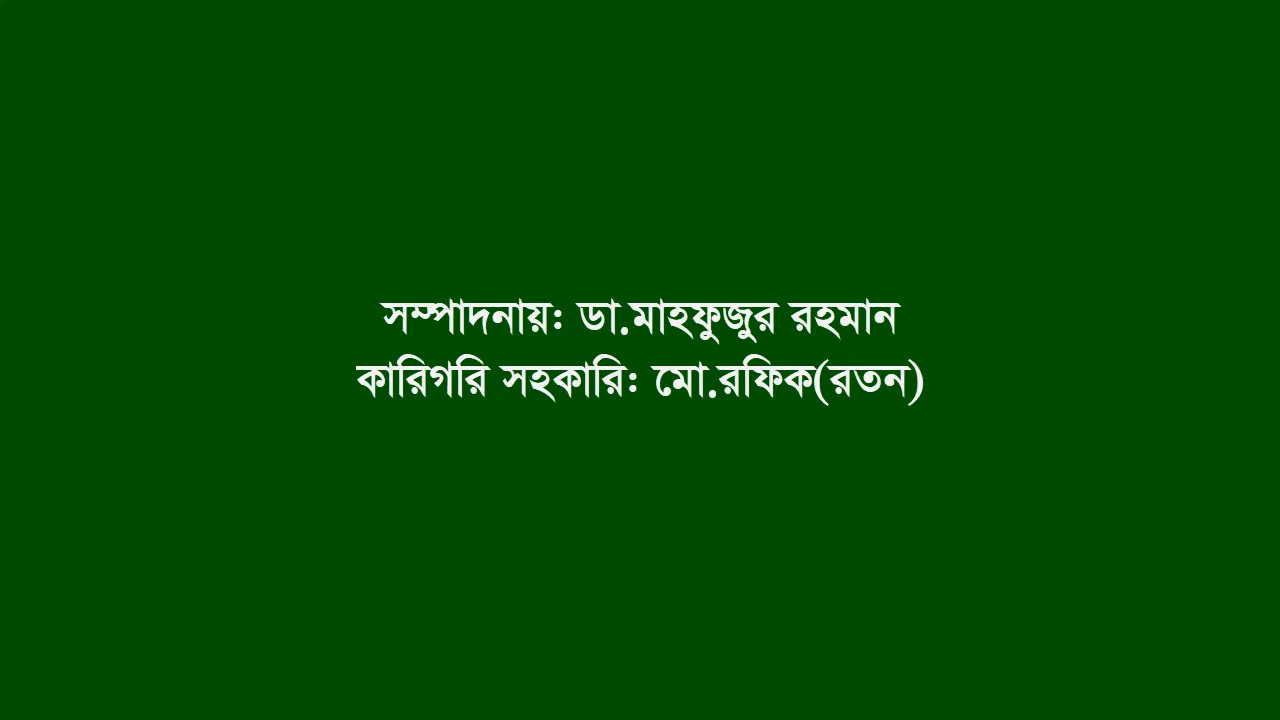 সম্পাদনায়: ডা.মাহফুজুর রহমান
কারিগরি সহকারি: মো.রফিক(রতন)